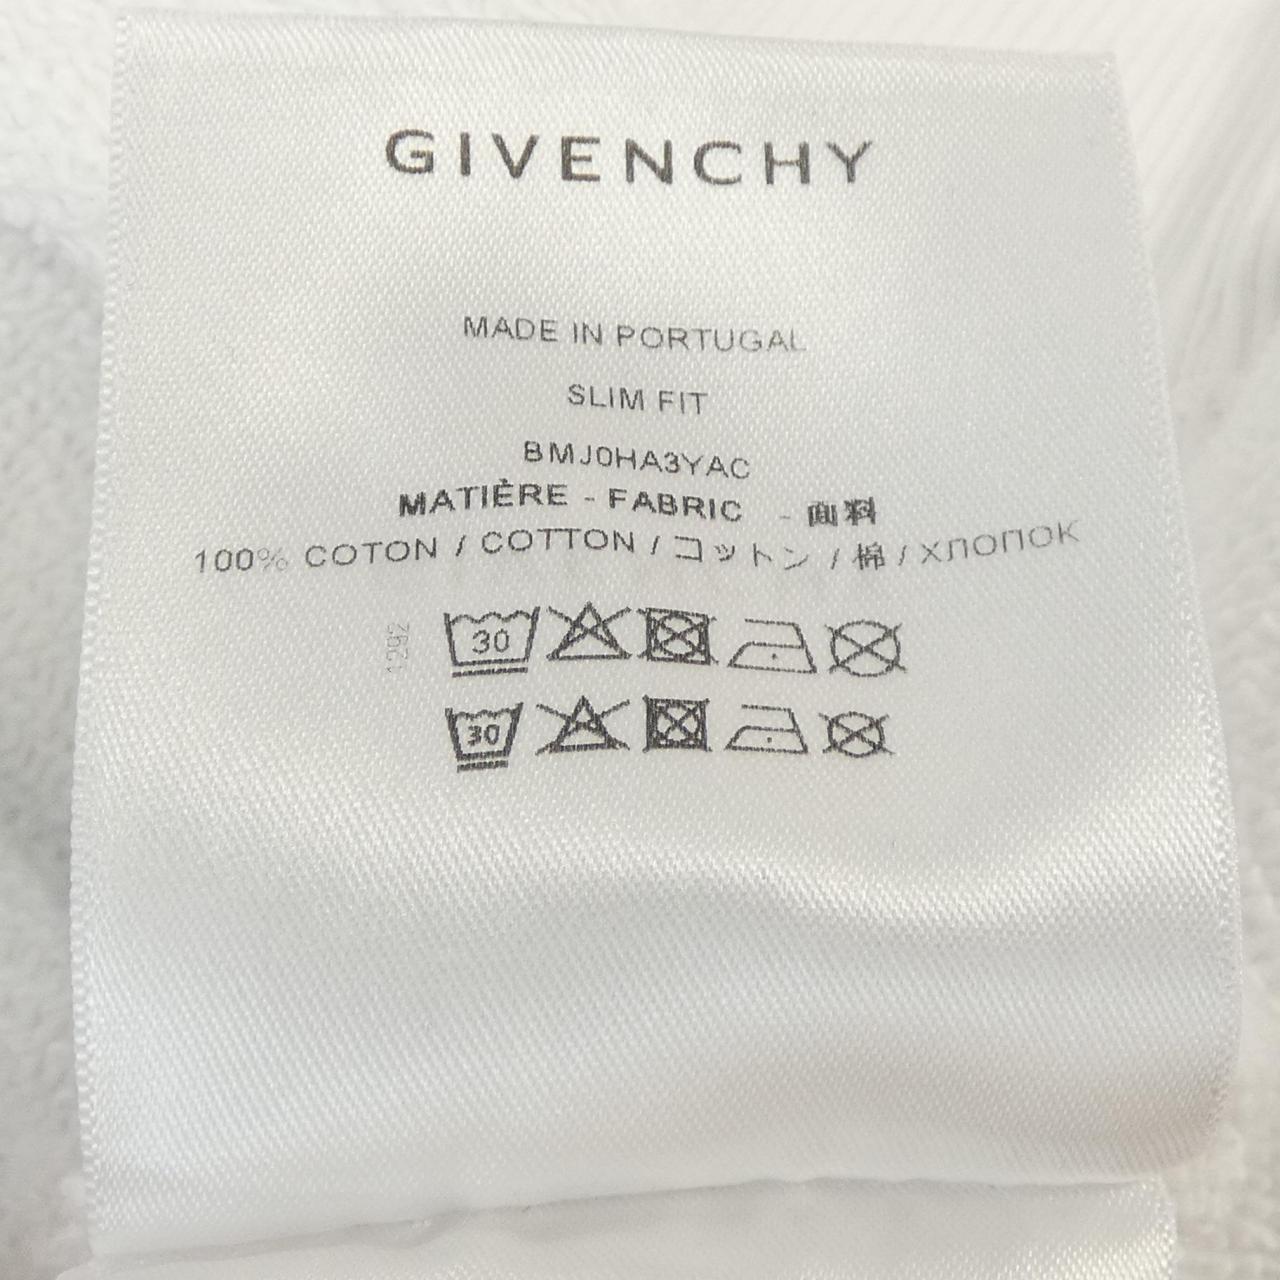 GIVENCHY
MADE IN PORTUGAL
SLIM FIT
BMJ0HA3YAC
MATIÈRE - FABRIC - 面料
100% COTON / COTTON / コットン / 棉 / ХЛОПОК
1292
30
30